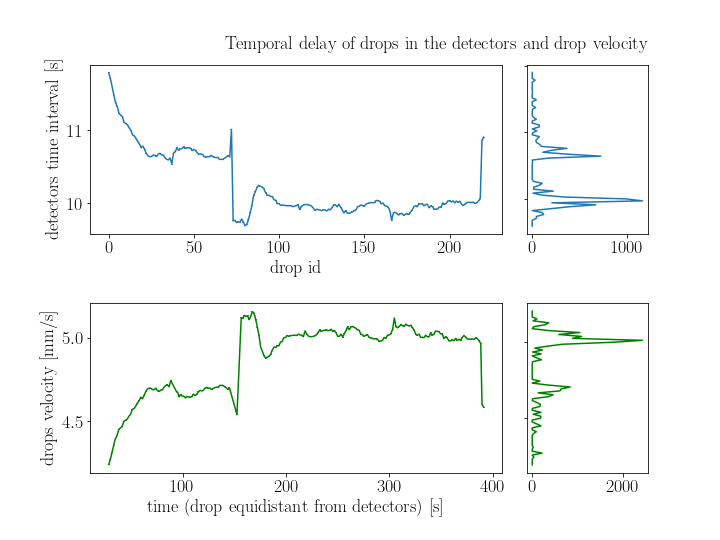 Temporal delay of drops in the detectors and drop velocity
detectors time interval [s]
11
10
0 50 100 150 200
drop id
0 1000
drops velocity [mm/s]
5.0
4.5
100 200 300 400
time (drop equidistant from detectors) [s]
0 2000